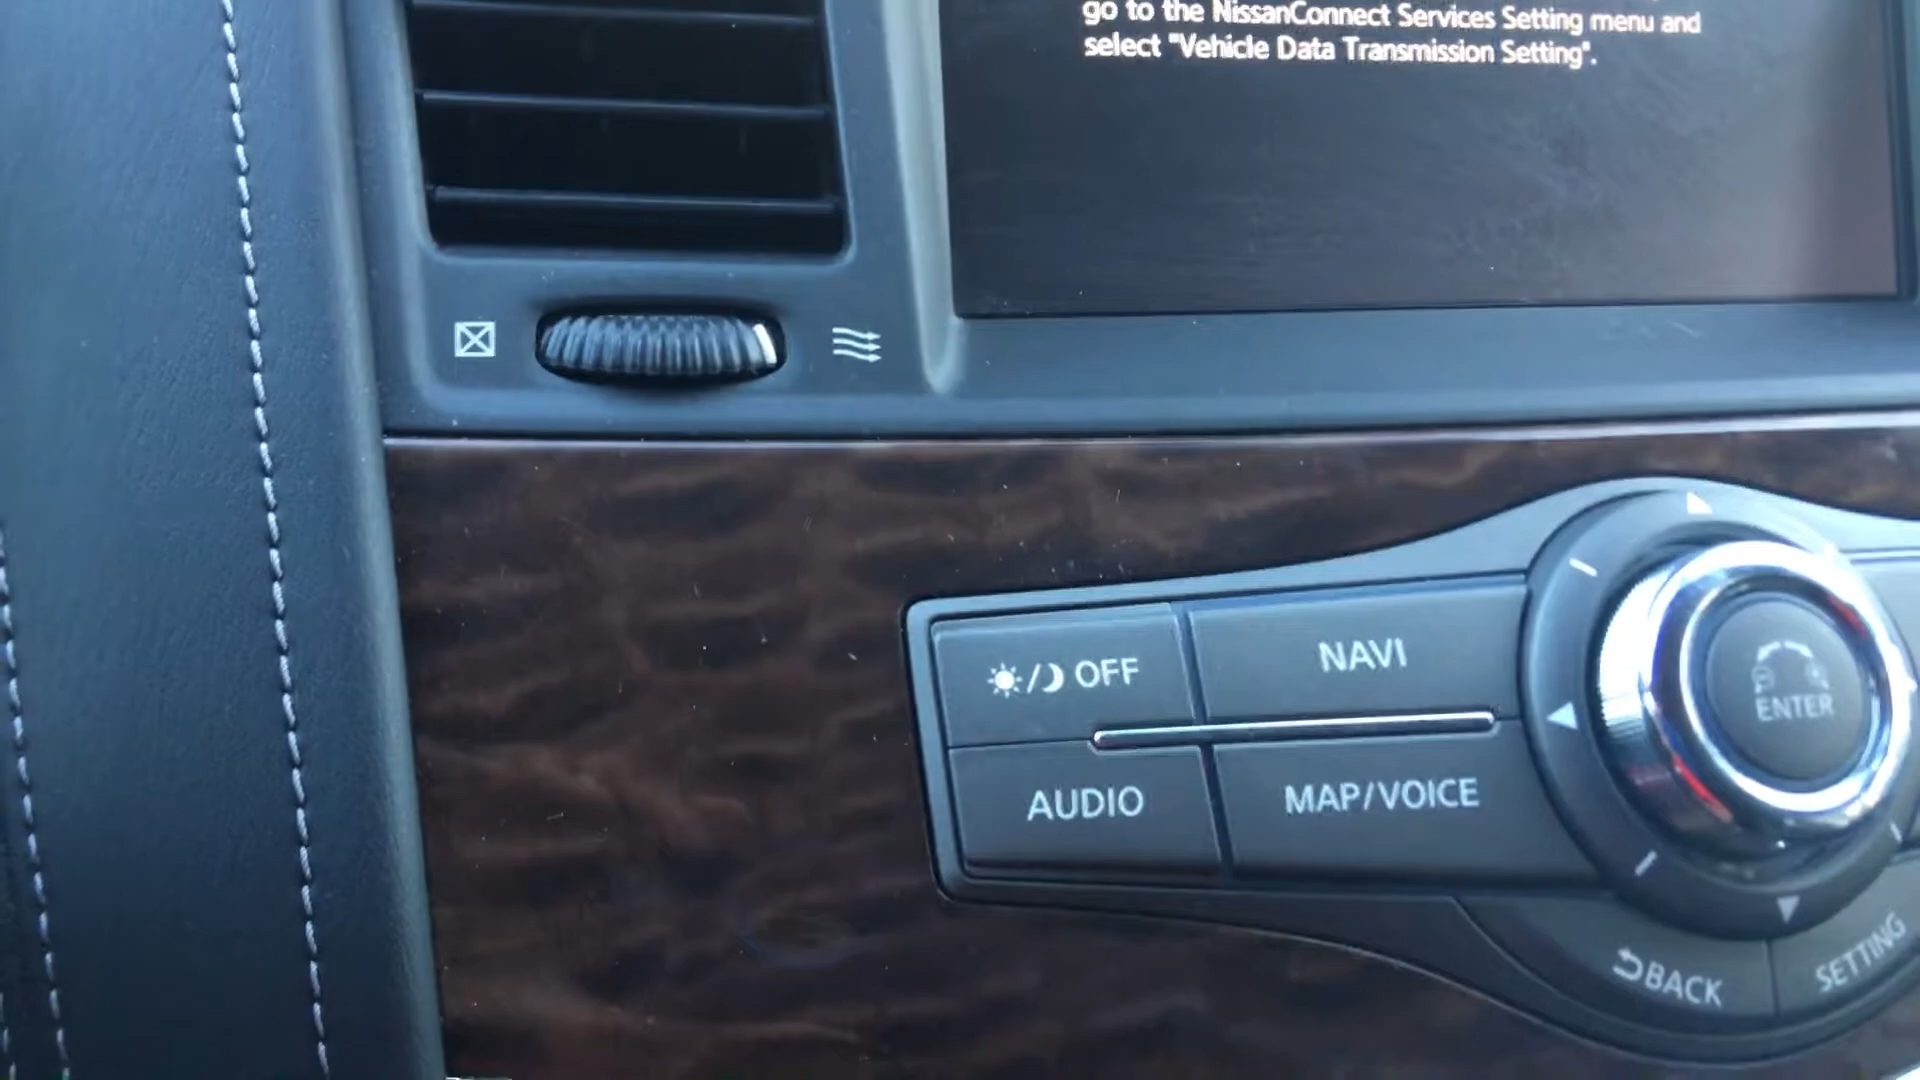 go to the NissanConnect Services Setting menu and
select "Vehicle Data Transmission Setting".
OFF
NAVI
AUDIO
MAP/VOICE
ENTER
BACK
SETTING